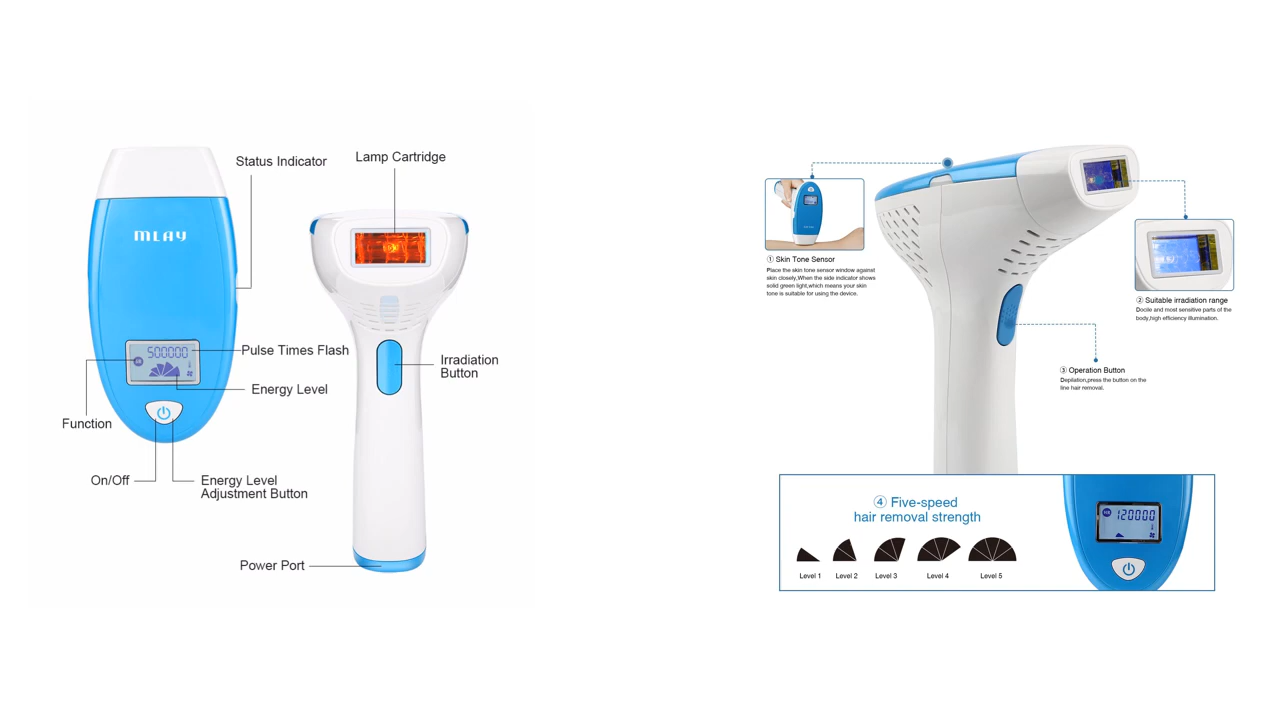 Status Indicator
Lamp Cartridge
MLAY
500000
Pulse Times Flash
Energy Level
Irradiation
Button
Function
On/Off
Energy Level
Adjustment Button
Power Port
① Skin Tone Sensor
Place the skin tone sensor window against
skin closely,When the side indicator shows
solid green light,which means your skin
tone is suitable for using the device.
② Suitable irradiation range
Docile and most sensitive parts of the
body,high efficiency illumination.
③ Operation Button
Depilation,press the button on the
line hair removal.
④ Five-speed
hair removal strength
Level 1
Level 2
Level 3
Level 4
Level 5
120000